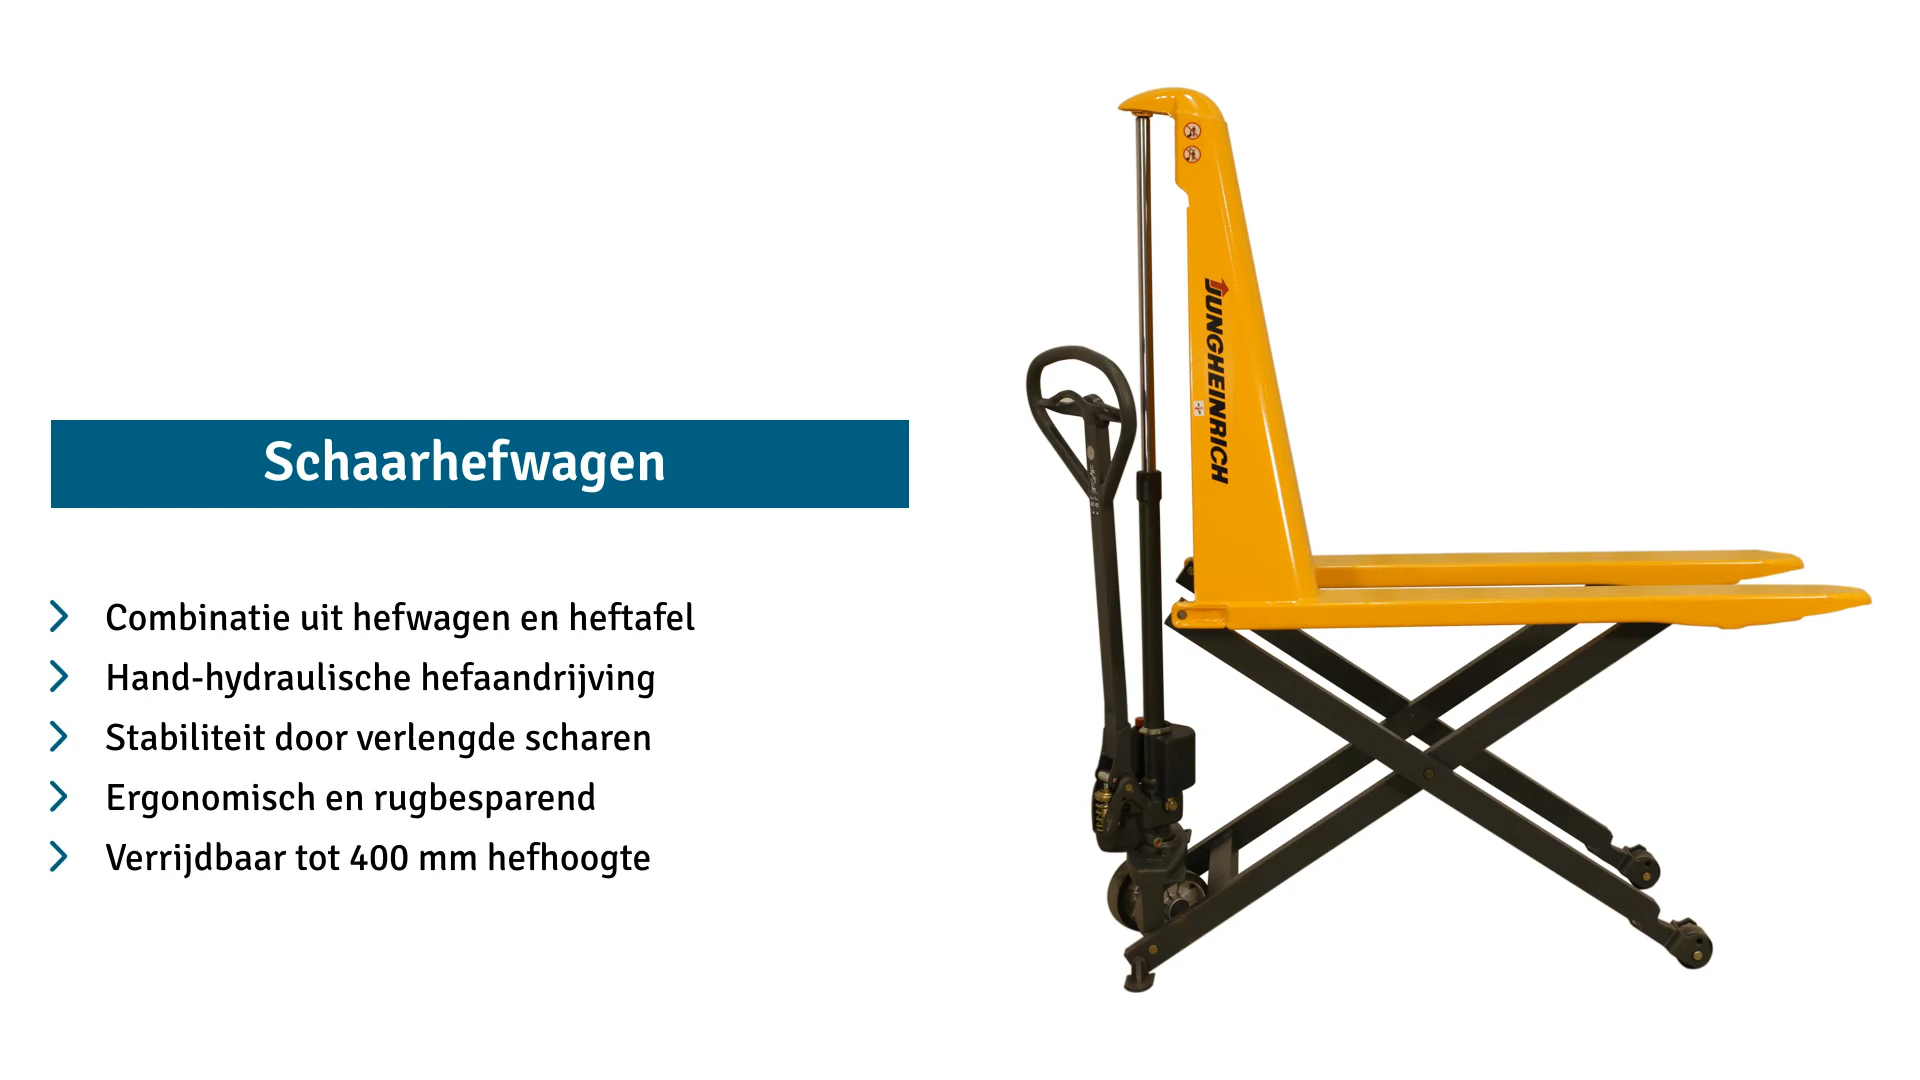 Schaarhefwagen
Combinatie uit hefwagen en heftafel
Hand-hydraulische hefaandrijving
Stabiliteit door verlengde scharen
Ergonomisch en rugbesparend
Verrijdbaar tot 400 mm hefhoogte
JUNGHEINRICH